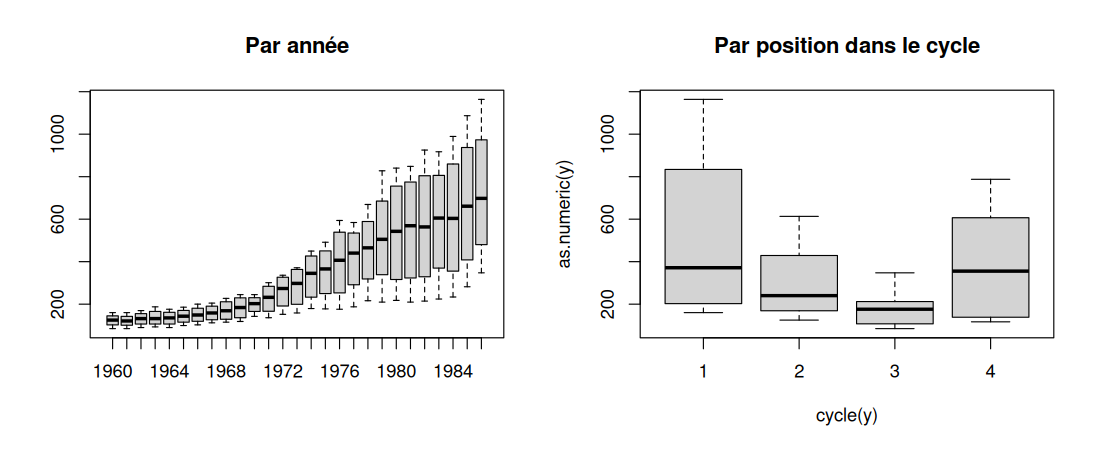 Par année
200 600 1000
1960 1964 1968 1972 1976 1980 1984
Par position dans le cycle
as.numeric(y)
200 600 1000
1 2 3 4
cycle(y)